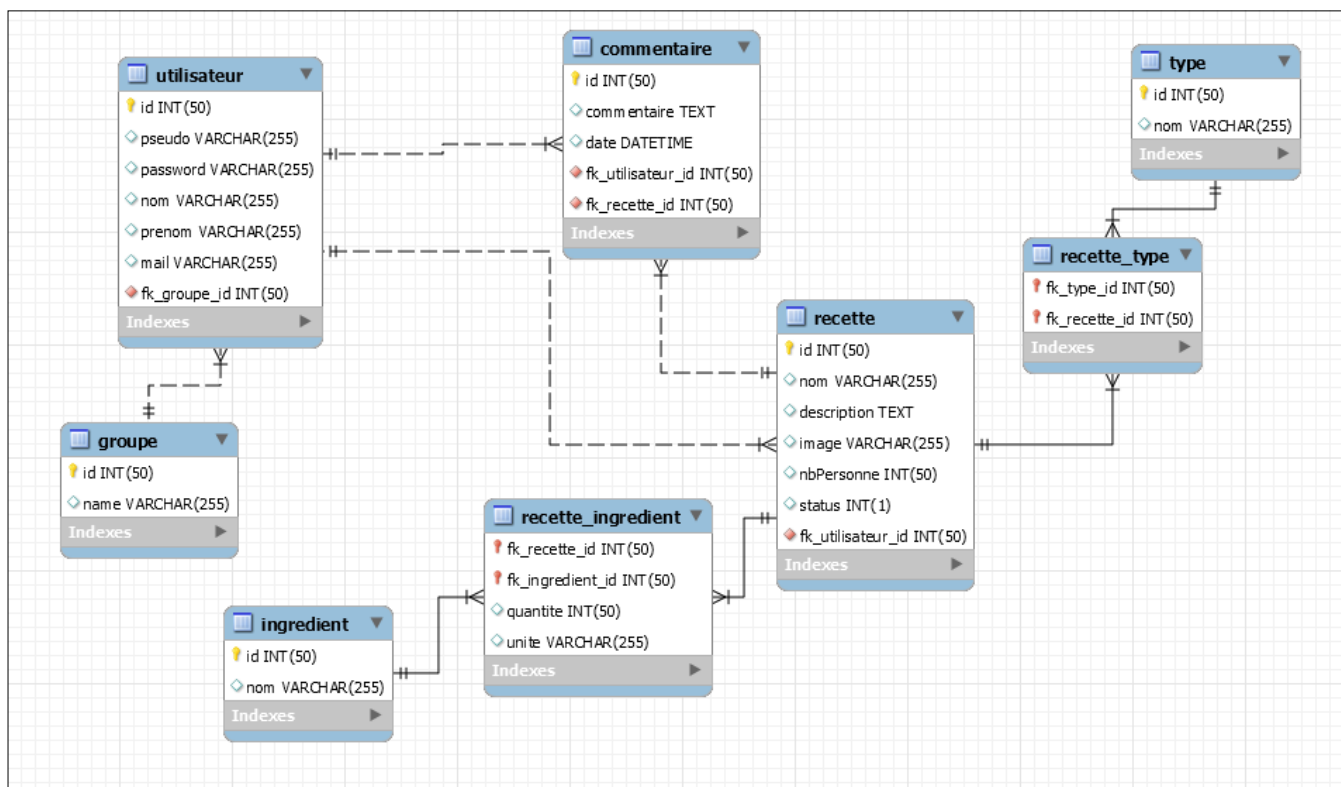 utilisateur
id INT(50)
pseudo VARCHAR(255)
password VARCHAR(255)
nom VARCHAR(255)
prenom VARCHAR(255)
mail VARCHAR(255)
fk_groupe_id INT(50)
Indexes
commentaire
id INT(50)
commentaire TEXT
date DATETIME
fk_utilisateur_id INT(50)
fk_recette_id INT(50)
Indexes
type
id INT(50)
nom VARCHAR(255)
Indexes
recette_type
fk_type_id INT(50)
fk_recette_id INT(50)
Indexes
recette
id INT(50)
nom VARCHAR(255)
description TEXT
image VARCHAR(255)
nbPersonne INT(50)
status INT(1)
fk_utilisateur_id INT(50)
Indexes
groupe
id INT(50)
name VARCHAR(255)
Indexes
recette_ingredient
fk_recette_id INT(50)
fk_ingredient_id INT(50)
quantite INT(50)
unite VARCHAR(255)
Indexes
ingredient
id INT(50)
nom VARCHAR(255)
Indexes